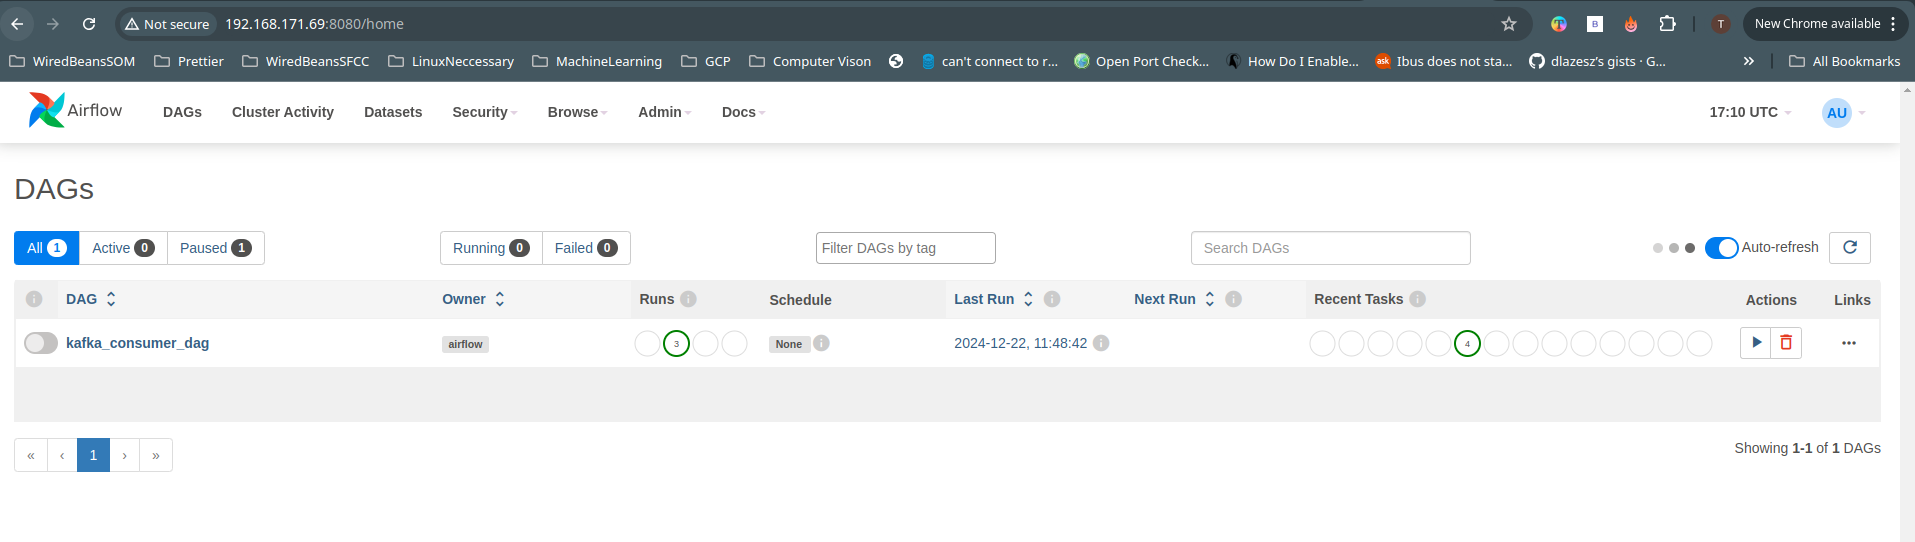 Not secure 192.168.171.69:8080/home B T New Chrome available
WiredBeansSOM Prettier WiredBeansSFCC LinuxNeccessary MachineLearning GCP Computer Vison can't connect to r... Open Port Check... How Do I Enable... ask Ibus does not sta... dlazesz's gists · G... » All Bookmarks
Airflow DAGs Cluster Activity Datasets Security Browse Admin Docs 17:10 UTC AU
DAGs
All 1 Active 0 Paused 1 Running 0 Failed 0 Filter DAGs by tag Search DAGs Auto-refresh
i DAG Owner Runs i Schedule Last Run i Next Run i Recent Tasks i Actions Links
kafka_consumer_dag airflow 3 None i 2024-12-22, 11:48:42 i 4 ...
« ‹ 1 › » Showing 1-1 of 1 DAGs